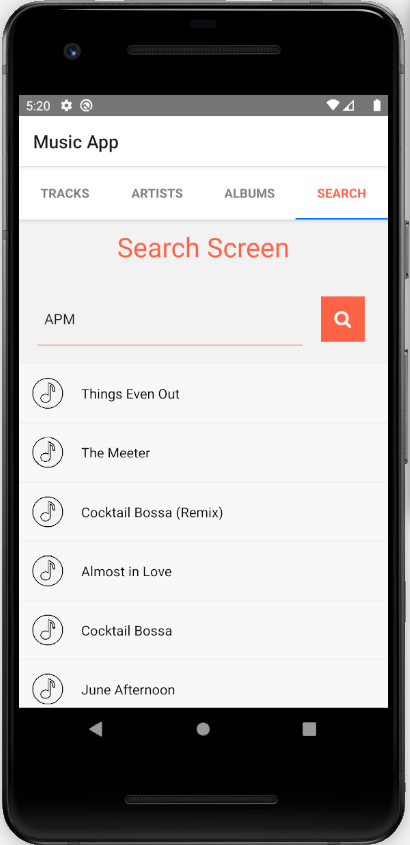 5:20
Music App
TRACKS ARTISTS ALBUMS SEARCH
Search Screen
APM
Things Even Out
The Meeter
Cocktail Bossa (Remix)
Almost in Love
Cocktail Bossa
June Afternoon